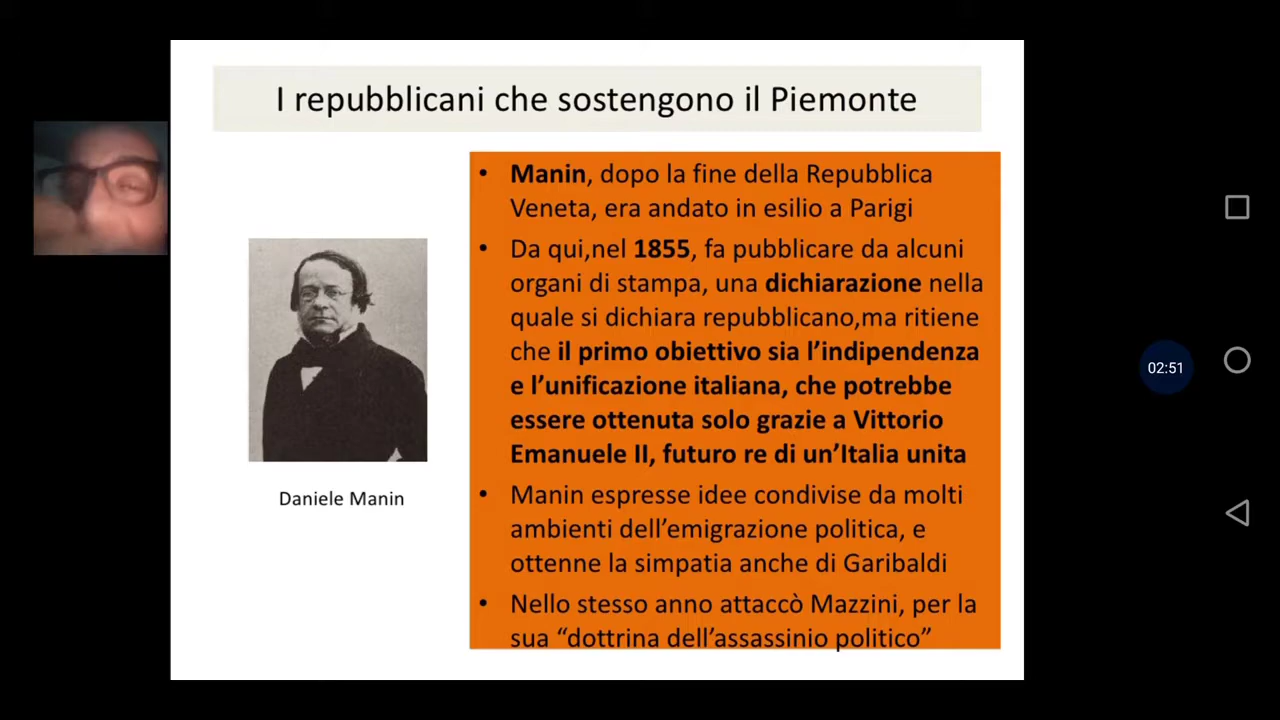 I repubblicani che sostengono il Piemonte
• Manin, dopo la fine della Repubblica
Veneta, era andato in esilio a Parigi
• Da qui,nel 1855, fa pubblicare da alcuni
organi di stampa, una dichiarazione nella
quale si dichiara repubblicano,ma ritiene
che il primo obiettivo sia l’indipendenza
e l’unificazione italiana, che potrebbe
essere ottenuta solo grazie a Vittorio
Emanuele II, futuro re di un’Italia unita
• Manin espresse idee condivise da molti
ambienti dell’emigrazione politica, e
ottenne la simpatia anche di Garibaldi
• Nello stesso anno attaccò Mazzini, per la
sua “dottrina dell’assassinio politico”
Daniele Manin
02:51